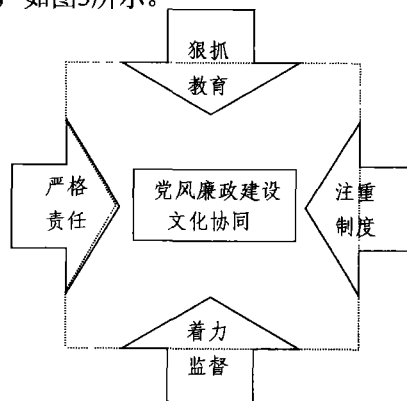 如图5所示。
狠抓
教育
严格
责任
党风廉政建设
文化协同
注重
制度
着力
监督